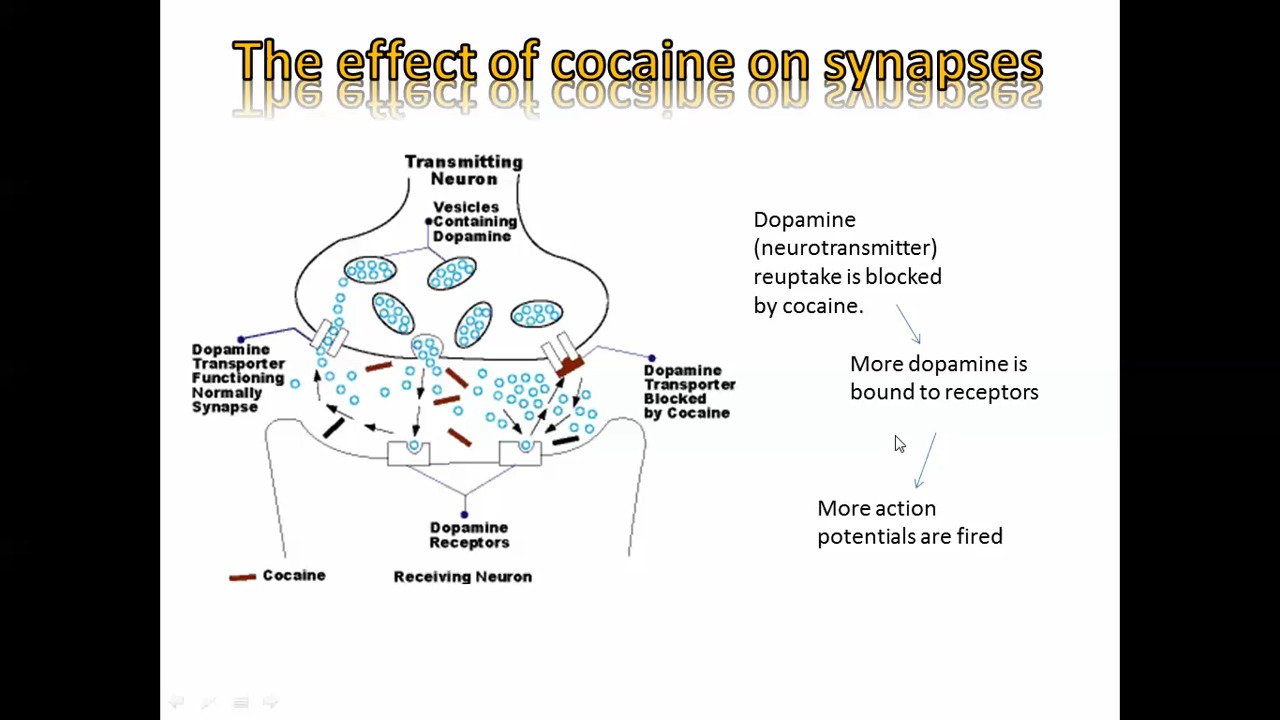 The effect of cocaine on synapses
Transmitting
Neuron
Vesicles
Containing
Dopamine
Dopamine
Transporter
Functioning
Normally
Synapse
Dopamine
Transporter
Blocked
by Cocaine
Dopamine
Receptors
Cocaine
Receiving Neuron
Dopamine
(neurotransmitter)
reuptake is blocked
by cocaine.
More dopamine is
bound to receptors
More action
potentials are fired